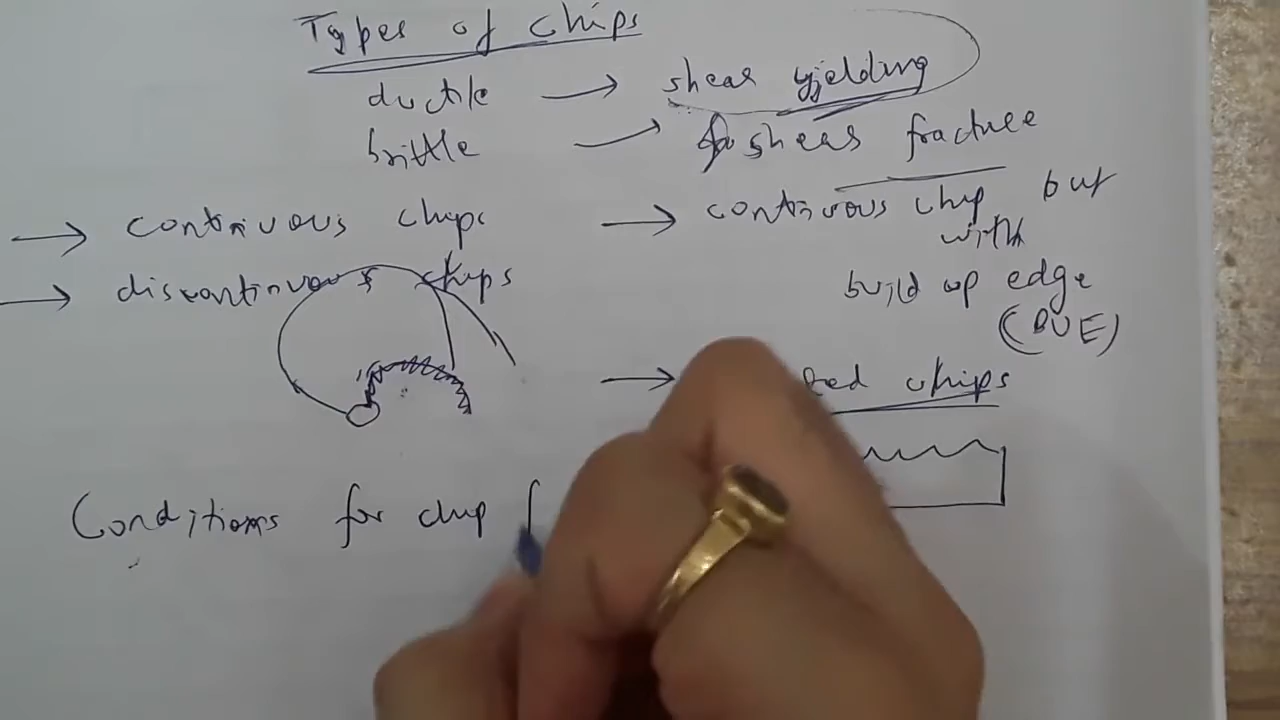 Types of chips
ductile → shear yielding
brittle → shear fracture
→ continuous chips
→ discontinuous chips
→ continuous chip but
with
build up edge
(BUE)
→ chips
Conditions for chip f